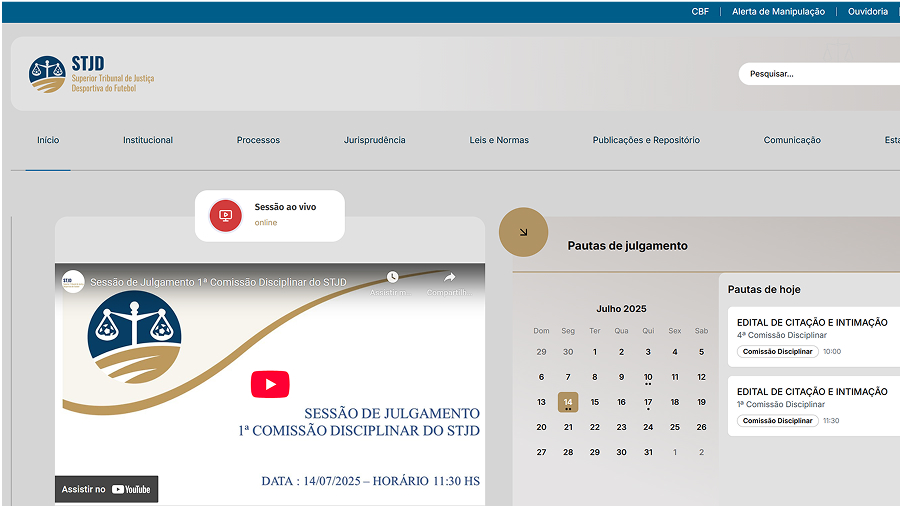 CBF | Alerta de Manipulação | Ouvidoria |
STJD
Superior Tribunal de Justiça
Desportiva do Futebol
Pesquisar...
Início Institucional Processos Jurisprudência Leis e Normas Publicações e Repositório Comunicação Esta
Sessão ao vivo
online
Pautas de julgamento
STJD
Sessão de Julgamento 1ª Comissão Disciplinar do STJD
Assistir m... Compartilh...
SESSÃO DE JULGAMENTO
1ª COMISSÃO DISCIPLINAR DO STJD
DATA : 14/07/2025 – HORÁRIO 11:30 HS
Assistir no YouTube
Julho 2025
Dom Seg Ter Qua Qui Sex Sab
29 30 1 2 3 4 5
6 7 8 9 10 11 12
13 14 15 16 17 18 19
20 21 22 23 24 25 26
27 28 29 30 31 1 2
Pautas de hoje
EDITAL DE CITAÇÃO E INTIMAÇÃO
4ª Comissão Disciplinar
Comissão Disciplinar 10:00
EDITAL DE CITAÇÃO E INTIMAÇÃO
1ª Comissão Disciplinar
Comissão Disciplinar 11:30